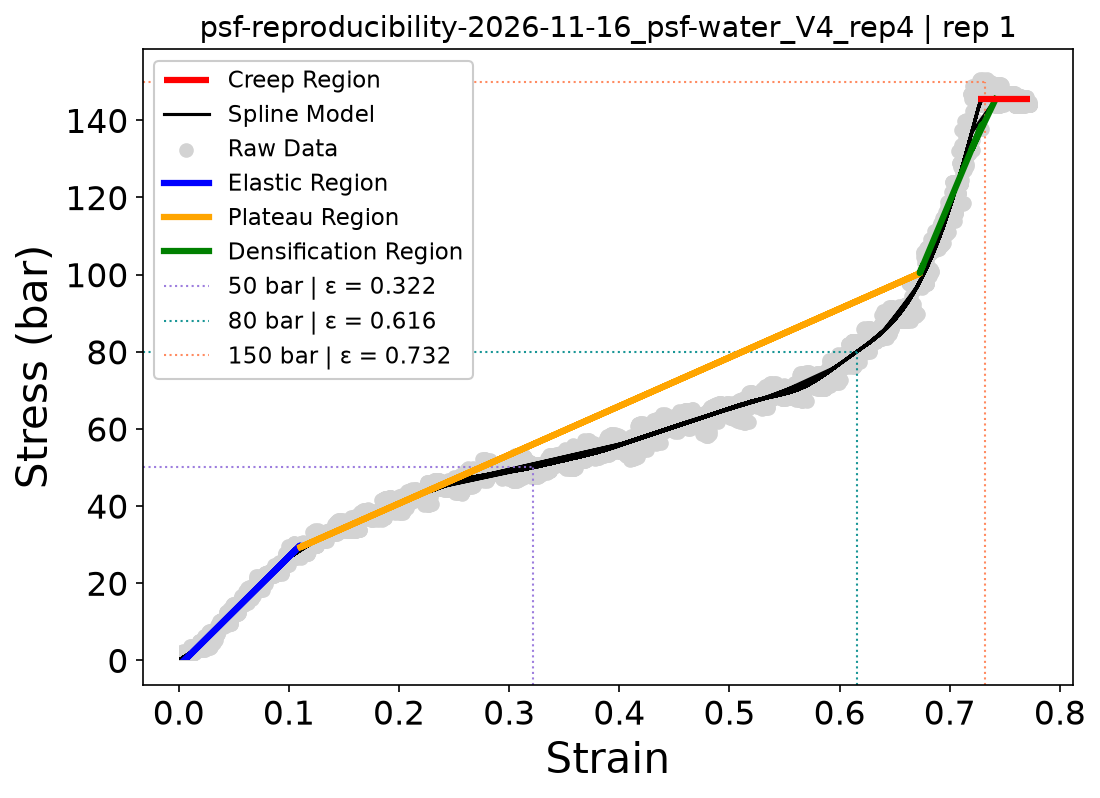 psf-reproducibility-2026-11-16_psf-water_V4_rep4 | rep 1
Creep Region
Spline Model
Raw Data
Elastic Region
Plateau Region
Densification Region
50 bar | ε = 0.322
80 bar | ε = 0.616
150 bar | ε = 0.732
Stress (bar)
140
120
100
80
60
40
20
0
0.0 0.1 0.2 0.3 0.4 0.5 0.6 0.7 0.8
Strain